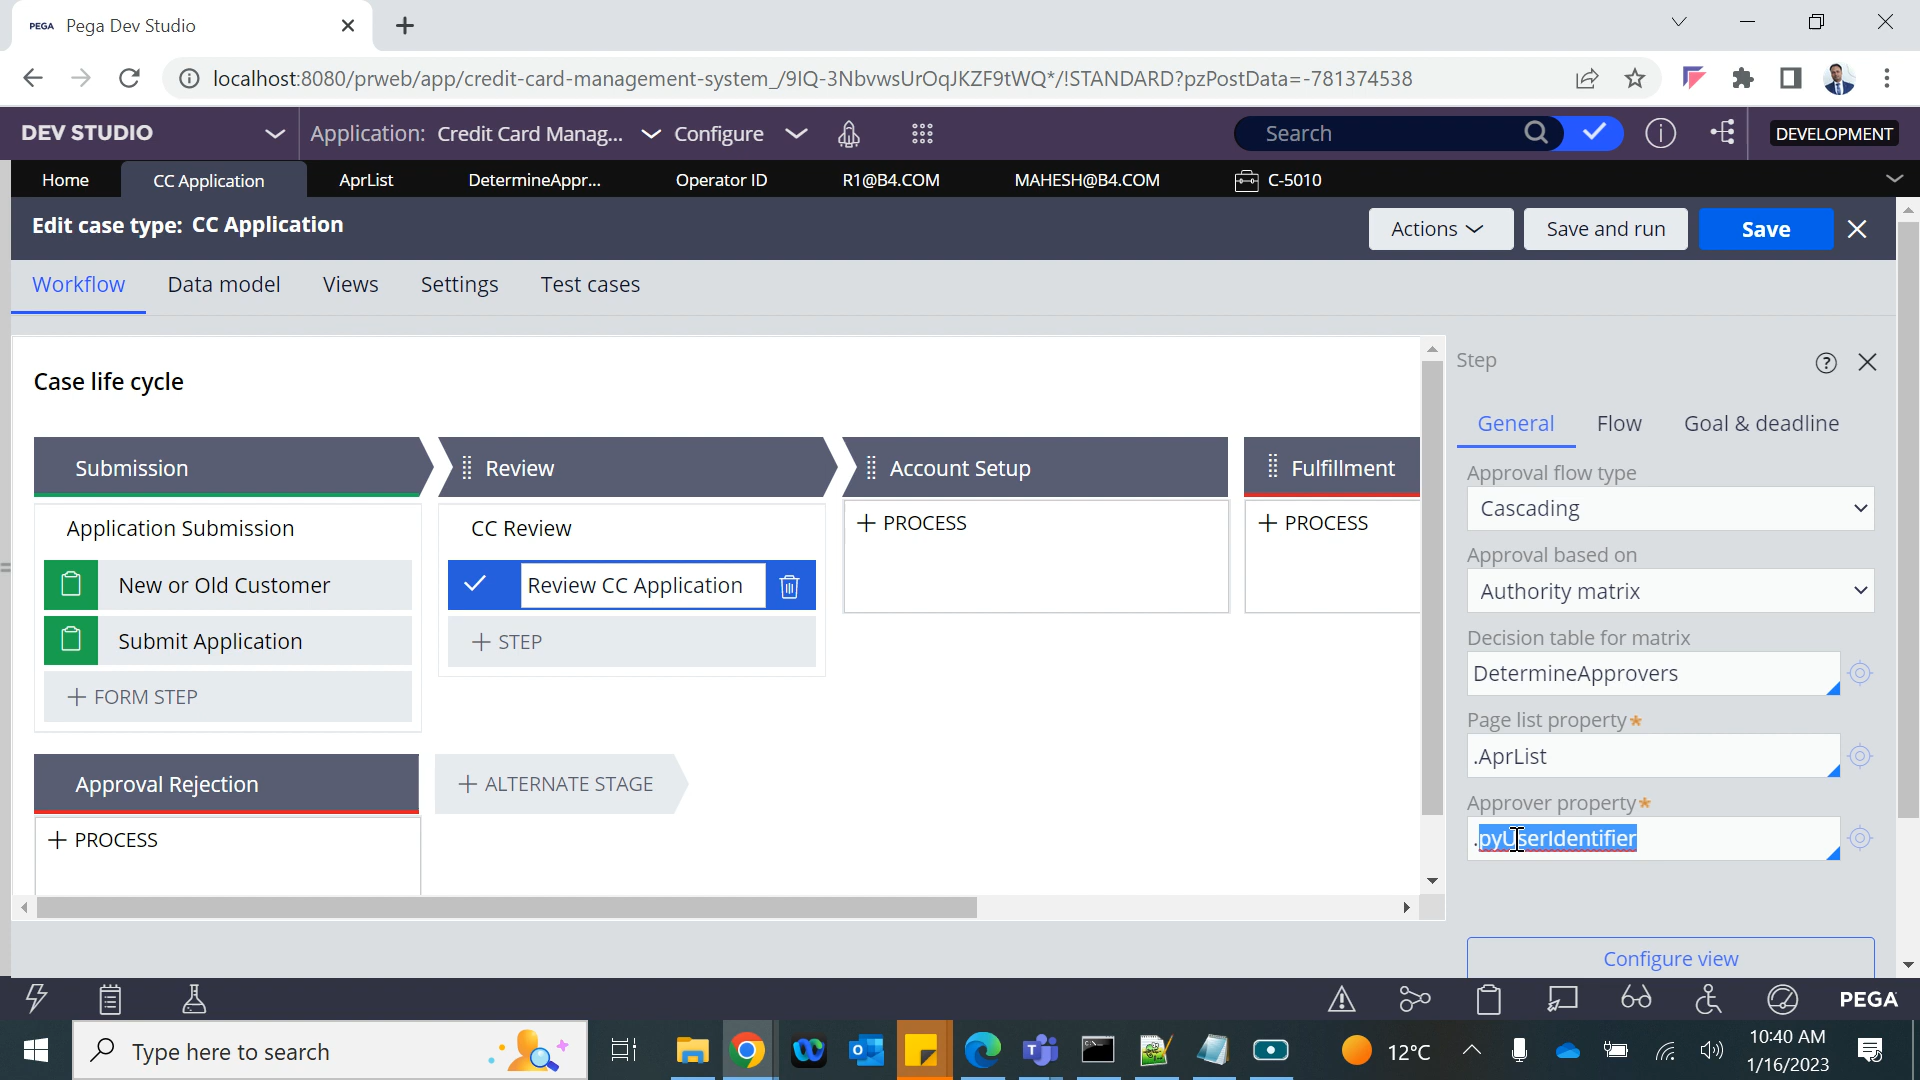 PEGA Pega Dev Studio
localhost:8080/prweb/app/credit-card-management-system_/9IQ-3NbvwsUrOqJKZF9tWQ*/!STANDARD?pzPostData=-781374538
DEV STUDIO Application: Credit Card Manag... Configure Search DEVELOPMENT
Home CC Application AprList DetermineAppr... Operator ID R1@B4.COM MAHESH@B4.COM C-5010
Edit case type: CC Application Actions Save and run Save
Workflow Data model Views Settings Test cases
Case life cycle
Submission Review Account Setup Fulfillment
Application Submission CC Review + PROCESS + PROCESS
New or Old Customer Review CC Application
Submit Application + STEP
+ FORM STEP
Approval Rejection + ALTERNATE STAGE
+ PROCESS
Step
General Flow Goal & deadline
Approval flow type
Cascading
Approval based on
Authority matrix
Decision table for matrix
DetermineApprovers
Page list property*
.AprList
Approver property*
.pyUserIdentifier
Configure view
PEGA
Type here to search 12°C 10:40 AM
1/16/2023